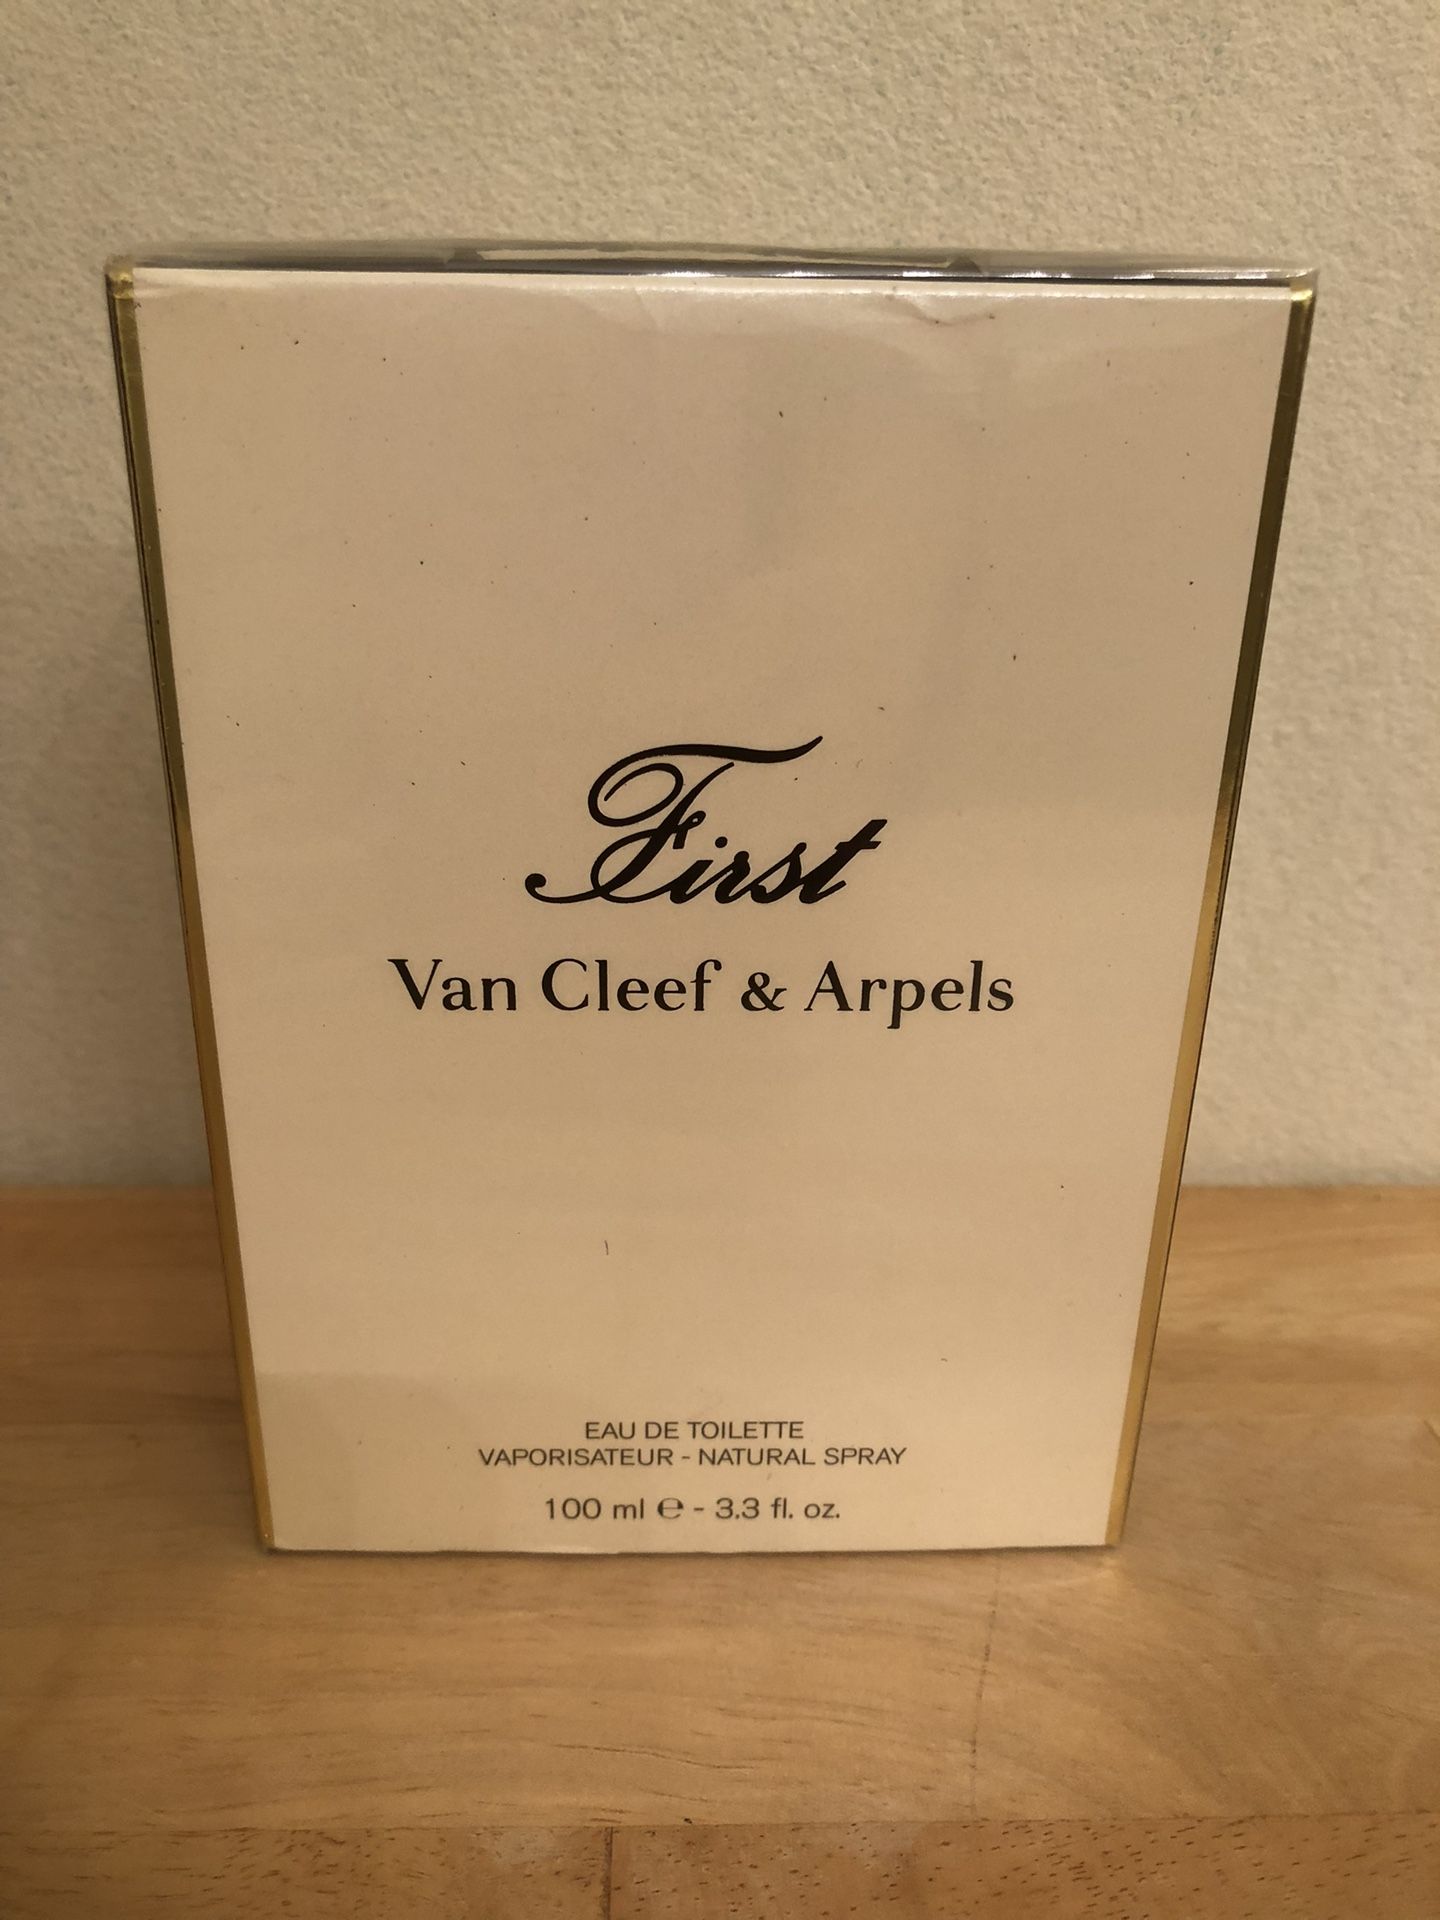 First
Van Cleef & Arpels
EAU DE TOILETTE
VAPORISATEUR - NATURAL SPRAY
100 ml ℮ - 3.3 fl. oz.